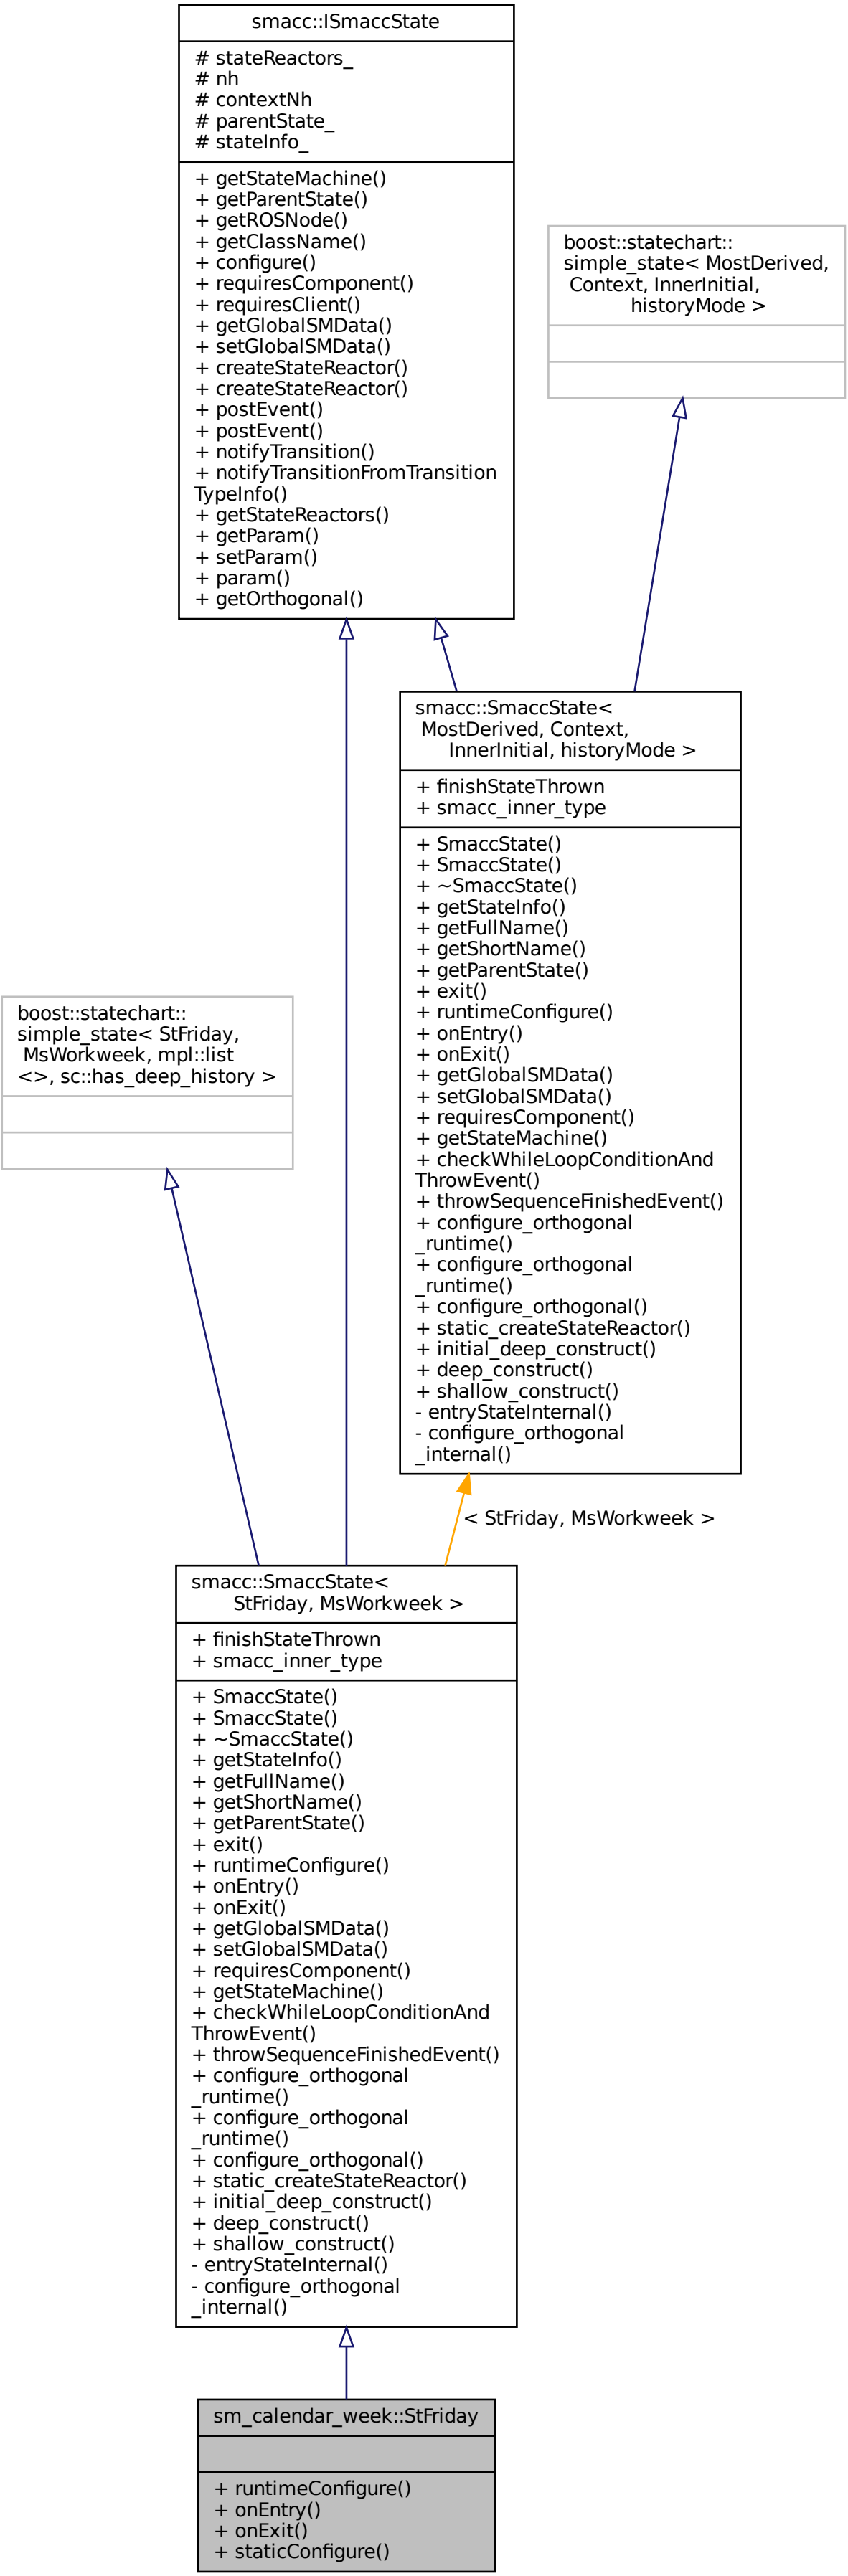 smacc::ISmaccState
# stateReactors_
# nh
# contextNh
# parentState_
# stateInfo_
+ getStateMachine()
+ getParentState()
+ getROSNode()
+ getClassName()
+ configure()
+ requiresComponent()
+ requiresClient()
+ getGlobalSMData()
+ setGlobalSMData()
+ createStateReactor()
+ createStateReactor()
+ postEvent()
+ postEvent()
+ notifyTransition()
+ notifyTransitionFromTransition
TypeInfo()
+ getStateReactors()
+ getParam()
+ setParam()
+ param()
+ getOrthogonal()
boost::statechart::
simple_state< MostDerived,
Context, InnerInitial,
historyMode >
smacc::SmaccState<
MostDerived, Context,
InnerInitial, historyMode >
+ finishStateThrown
+ smacc_inner_type
+ SmaccState()
+ SmaccState()
+ ~SmaccState()
+ getStateInfo()
+ getFullName()
+ getShortName()
+ getParentState()
+ exit()
+ runtimeConfigure()
+ onEntry()
+ onExit()
+ getGlobalSMData()
+ setGlobalSMData()
+ requiresComponent()
+ getStateMachine()
+ checkWhileLoopConditionAnd
ThrowEvent()
+ throwSequenceFinishedEvent()
+ configure_orthogonal
_runtime()
+ configure_orthogonal
_runtime()
+ configure_orthogonal()
+ static_createStateReactor()
+ initial_deep_construct()
+ deep_construct()
+ shallow_construct()
- entryStateInternal()
- configure_orthogonal
_internal()
boost::statechart::
simple_state< StFriday,
MsWorkweek, mpl::list
<>, sc::has_deep_history >
< StFriday, MsWorkweek >
smacc::SmaccState<
StFriday, MsWorkweek >
+ finishStateThrown
+ smacc_inner_type
+ SmaccState()
+ SmaccState()
+ ~SmaccState()
+ getStateInfo()
+ getFullName()
+ getShortName()
+ getParentState()
+ exit()
+ runtimeConfigure()
+ onEntry()
+ onExit()
+ getGlobalSMData()
+ setGlobalSMData()
+ requiresComponent()
+ getStateMachine()
+ checkWhileLoopConditionAnd
ThrowEvent()
+ throwSequenceFinishedEvent()
+ configure_orthogonal
_runtime()
+ configure_orthogonal
_runtime()
+ configure_orthogonal()
+ static_createStateReactor()
+ initial_deep_construct()
+ deep_construct()
+ shallow_construct()
- entryStateInternal()
- configure_orthogonal
_internal()
sm_calendar_week::StFriday
+ runtimeConfigure()
+ onEntry()
+ onExit()
+ staticConfigure()